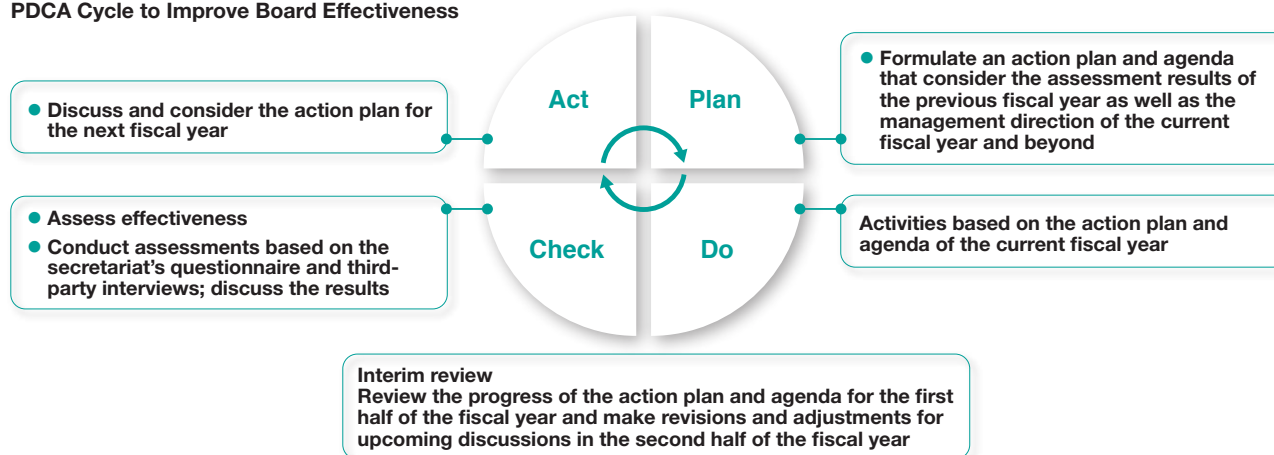 PDCA Cycle to Improve Board Effectiveness
Act
Plan
● Discuss and consider the action plan for
the next fiscal year
● Formulate an action plan and agenda
that consider the assessment results of
the previous fiscal year as well as the
management direction of the current
fiscal year and beyond
● Assess effectiveness
● Conduct assessments based on the
secretariat’s questionnaire and third-
party interviews; discuss the results
Check
Do
Activities based on the action plan and
agenda of the current fiscal year
Interim review
Review the progress of the action plan and agenda for the first
half of the fiscal year and make revisions and adjustments for
upcoming discussions in the second half of the fiscal year